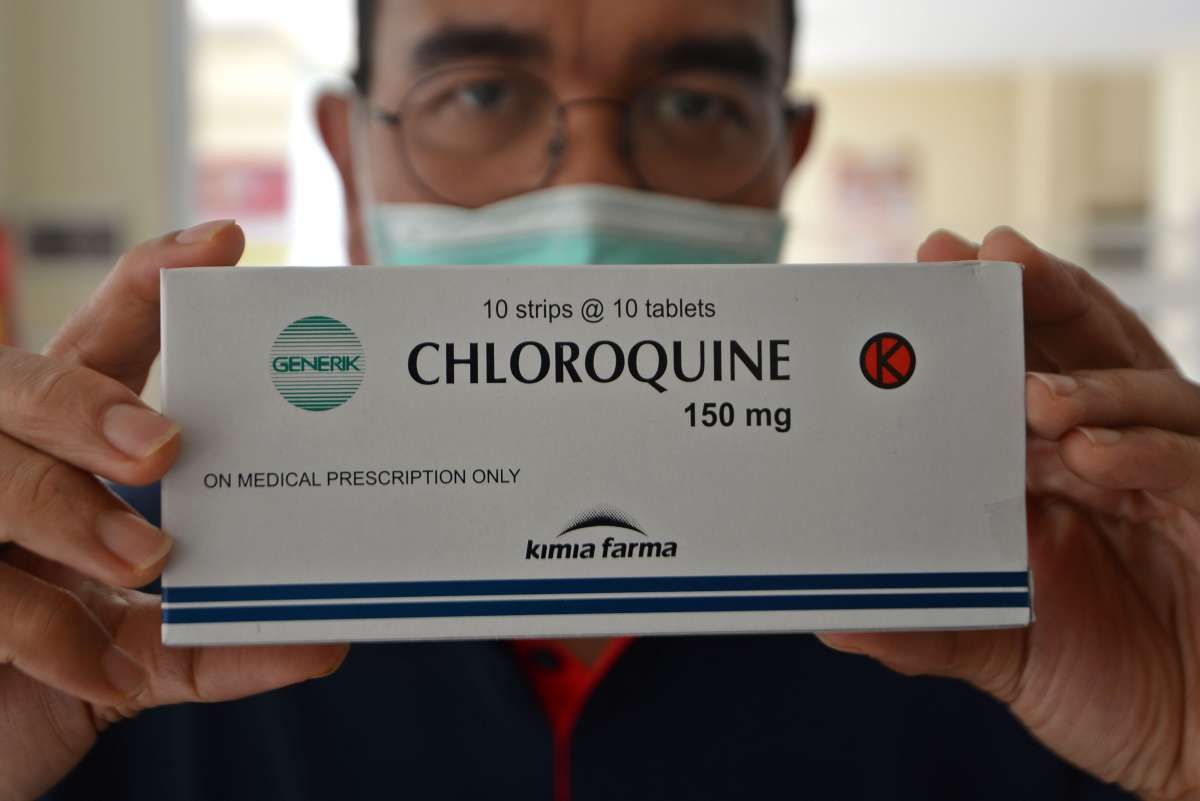 10 strips @ 10 tablets
GENERIK
CHLOROQUINE
K
150 mg
ON MEDICAL PRESCRIPTION ONLY
kimia farma